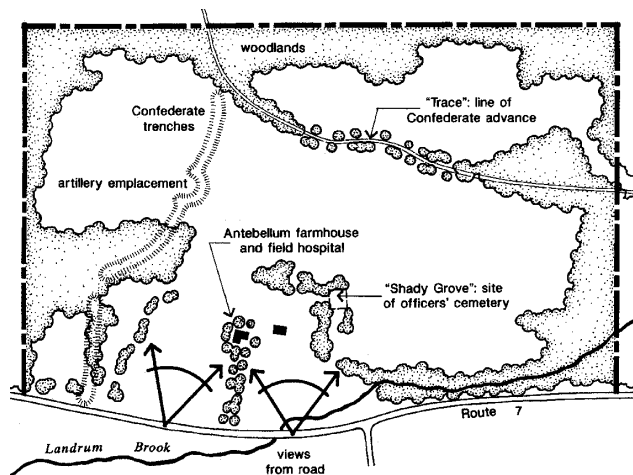 woodlands
"Trace": line of
Confederate advance
Confederate
trenches
artillery emplacement
Antebellum farmhouse
and field hospital
"Shady Grove": site
of officers' cemetery
Route 7
Landrum Brook
views
from road